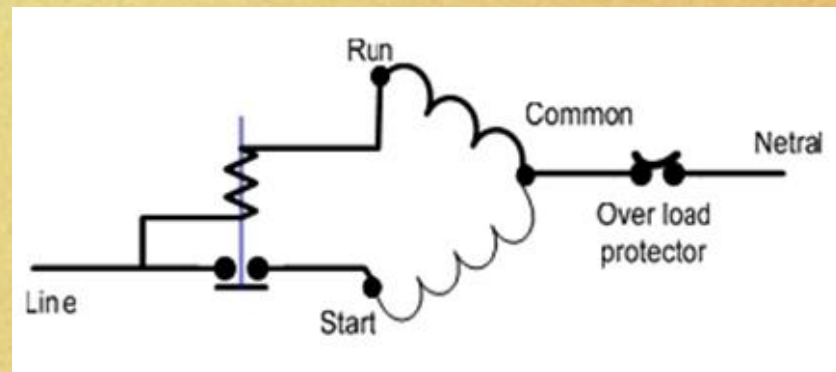 Run
Common
Netral
Over load
protector
Line
Start